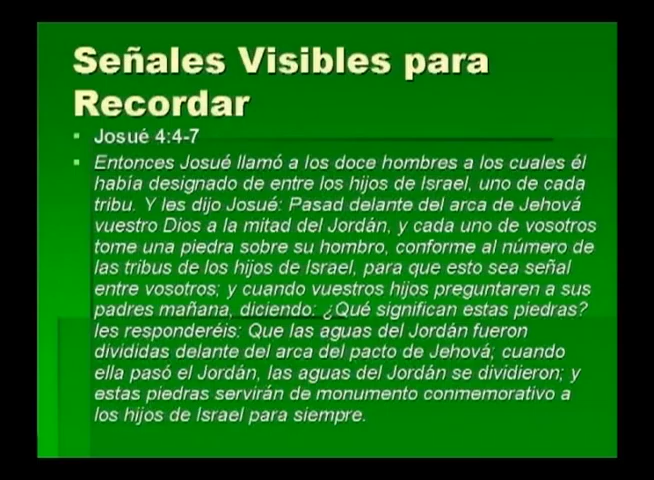 Señales Visibles para
Recordar
Josué 4:4-7
Entonces Josué llamó a los doce hombres a los cuales él
había designado de entre los hijos de Israel, uno de cada
tribu. Y les dijo Josué: Pasad delante del arca de Jehová
vuestro Dios a la mitad del Jordán, y cada uno de vosotros
tome una piedra sobre su hombro, conforme al número de
las tribus de los hijos de Israel, para que esto sea señal
entre vosotros; y cuando vuestros hijos preguntaren a sus
padres mañana, diciendo: ¿Qué significan estas piedras?
les responderéis: Que las aguas del Jordán fueron
divididas delante del arca del pacto de Jehová; cuando
ella pasó el Jordán, las aguas del Jordán se dividieron; y
estas piedras servirán de monumento conmemorativo a
los hijos de Israel para siempre.